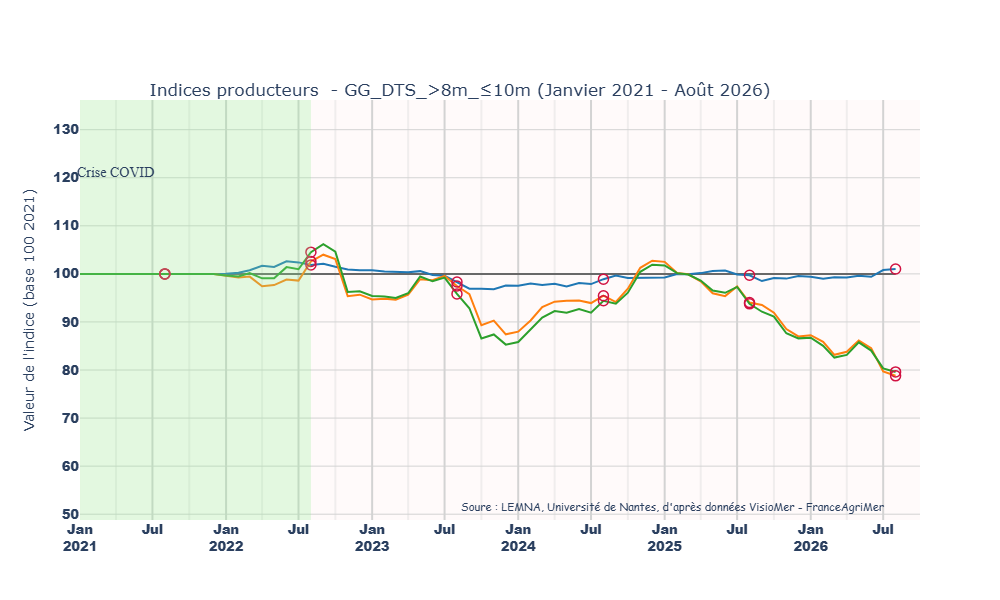 Indices producteurs - GG_DTS_>8m_≤10m (Janvier 2021 - Août 2026)
Valeur de l'indice (base 100 2021)
130
120
110
100
90
80
70
60
50
Crise COVID
Soure : LEMNA, Université de Nantes, d'après données VisioMer - FranceAgriMer
Jan Jul Jan Jul Jan Jul Jan Jul Jan Jul Jan Jul
2021 2022 2023 2024 2025 2026